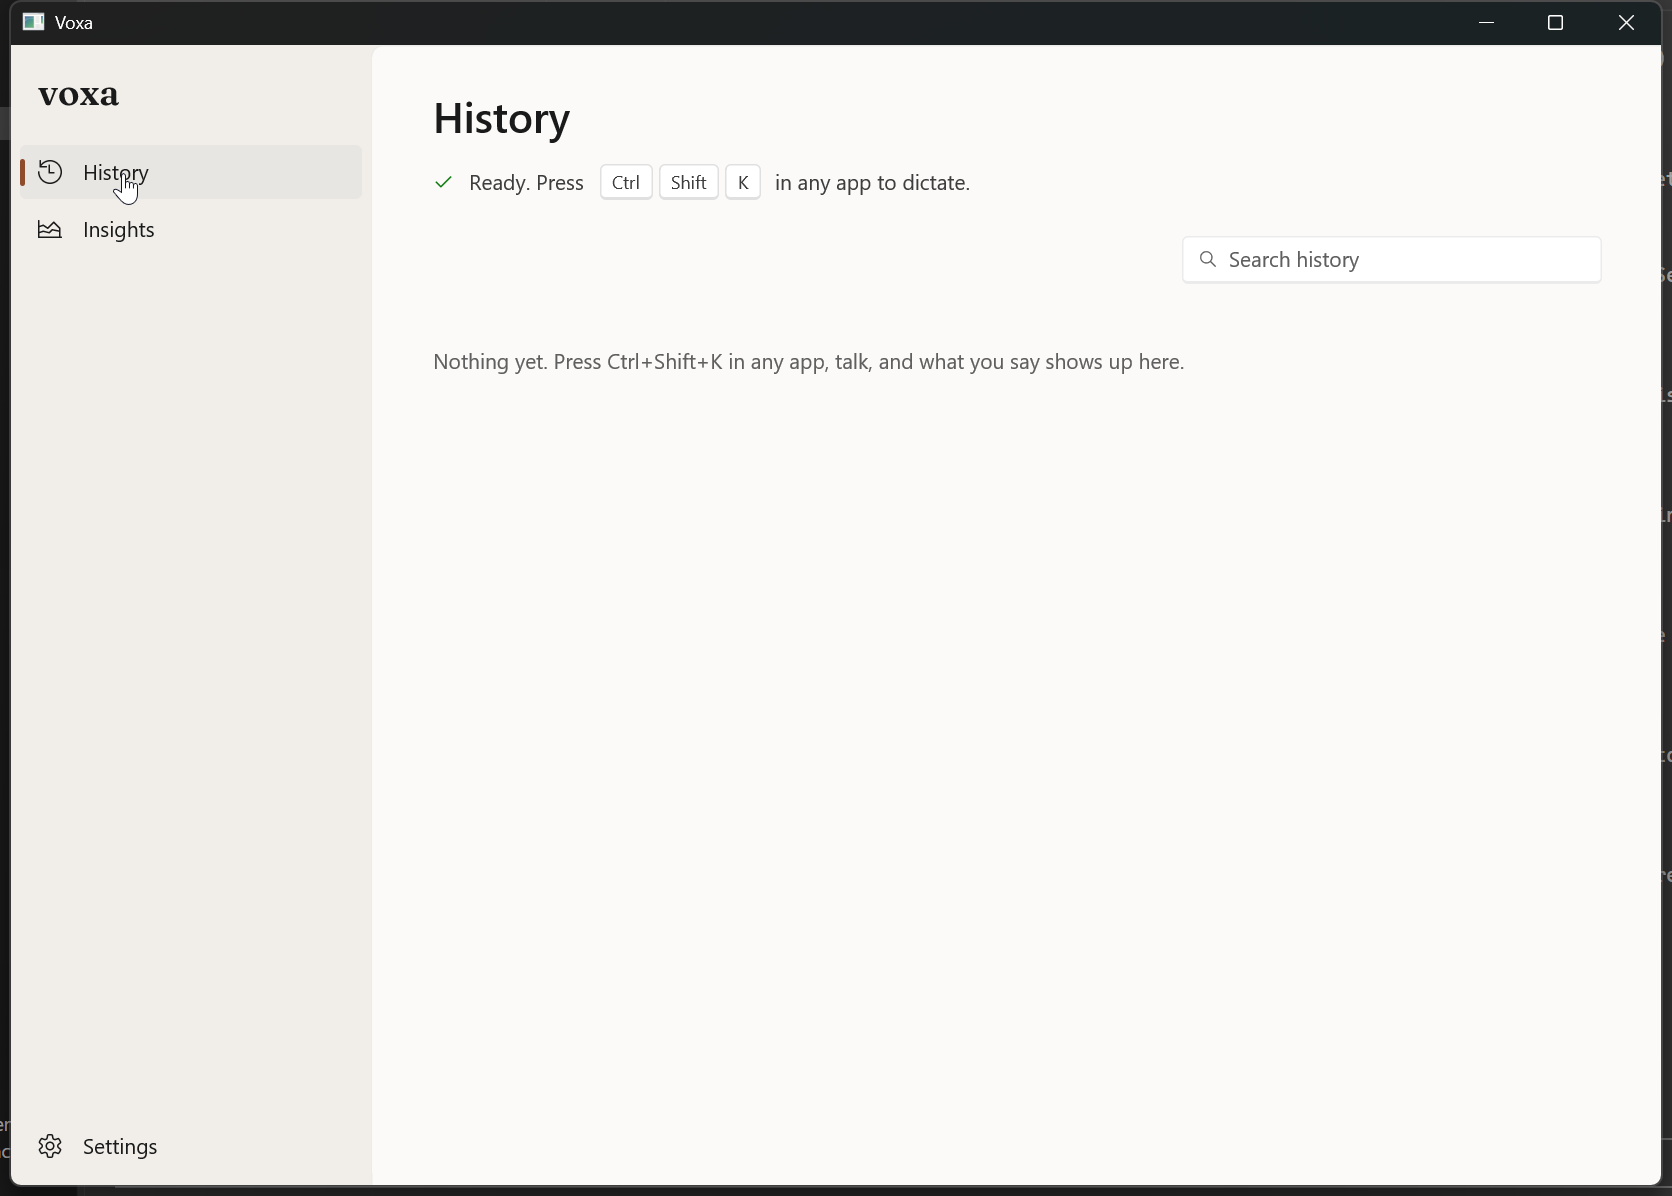 Voxa
voxa
History
Insights
Settings
History
Ready. Press Ctrl Shift K in any app to dictate.
Search history
Nothing yet. Press Ctrl+Shift+K in any app, talk, and what you say shows up here.